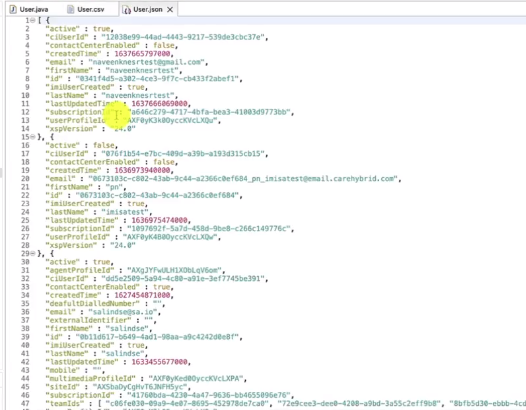 User.java User.csv User.json
1 [ {
2 "active" : true,
3 "ciUserId" : "12038e99-44ad-4443-9217-539de3cbc37e",
4 "contactCenterEnabled" : false,
5 "createdTime" : 1637665797000,
6 "email" : "naveenknesrtest@gmail.com",
7 "firstName" : "naveenknesrtest",
8 "id" : "0341f4d5-a302-4ce3-9f7c-cb433f2abef1",
9 "imiUserCreated" : true,
10 "lastName" : "naveenknesrtest",
11 "lastUpdatedTime" : 1637666069000,
12 "subscriptionId" : "a646c279-4717-4bfa-bea3-41003d9773bb",
13 "userProfileId" : "AXF0yK3k0OyccKVcLXQu",
14 "xspVersion" : "24.0"
15 }, {
16 "active" : false,
17 "ciUserId" : "076f1b54-e7bc-409d-a39b-a193d315cb15",
18 "contactCenterEnabled" : false,
19 "createdTime" : 1636973940000,
20 "email" : "0673103c-c802-43ab-9c44-a2366c0ef684_pn_imisatest@email.carehybrid.com",
21 "firstName" : "pn",
22 "id" : "0673103c-c802-43ab-9c44-a2366c0ef684",
23 "imiUserCreated" : true,
24 "lastName" : "imisatest",
25 "lastUpdatedTime" : 1636975474000,
26 "subscriptionId" : "1097692f-5a7d-458d-9be8-c266c149776c",
27 "userProfileId" : "AXF0yK4B0OyccKVcLXQw",
28 "xspVersion" : "24.0"
29 }, {
30 "active" : true,
31 "agentProfileId" : "AXgJYFwULH1XDbLqV6om",
32 "ciUserId" : "dd5e2509-5a94-4c80-a91e-3ef7745be391",
33 "contactCenterEnabled" : true,
34 "createdTime" : 1627454871000,
35 "deafultDialledNumber" : "",
36 "email" : "salindse@sa.io",
37 "externalIdentifier" : "",
38 "firstName" : "salindse",
39 "id" : "0b11d617-b649-4ad1-98aa-a9c4242d0e8f",
40 "imiUserCreated" : true,
41 "lastName" : "salindse",
42 "lastUpdatedTime" : 1633455677000,
43 "mobile" : "",
44 "multimediaProfileId" : "AXF0yKed0OyccKVcLXPA",
45 "siteId" : "AXSbaDyCgHvT6JNFH5yc",
46 "subscriptionId" : "41760bda-4230-4a47-9636-bb4655096e76",
47 "teamIds" : [ "c06fe030-09a9-4e07-8695-452978de7ca0", "72e9cee3-dee0-4208-a9bd-3a55c2eff9b8",